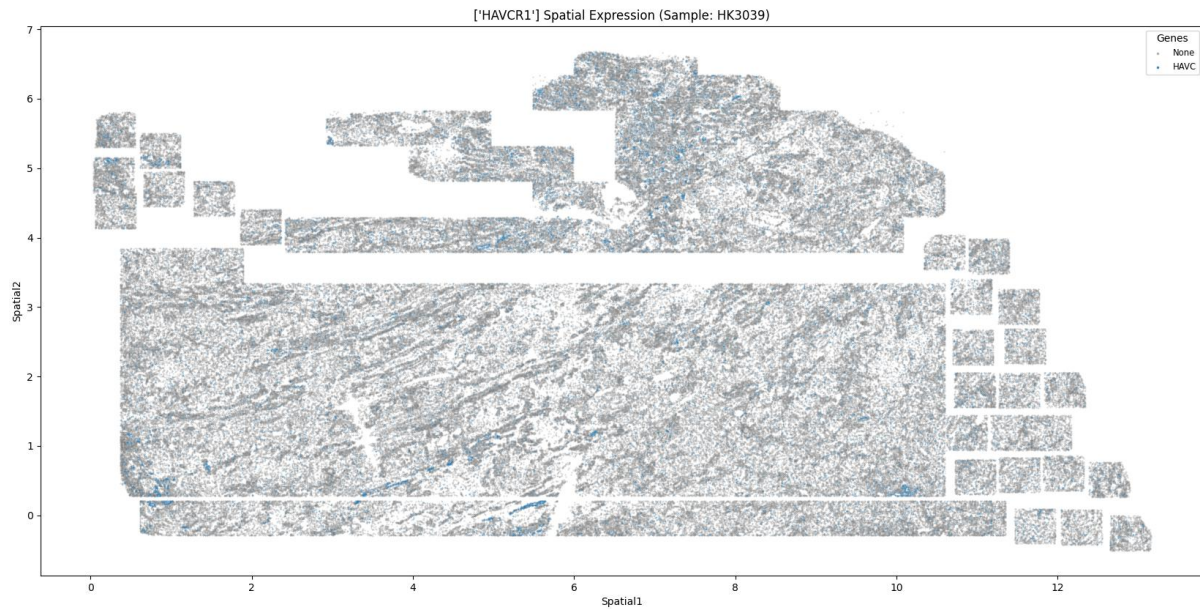 ['HAVCR1'] Spatial Expression (Sample: HK3039)
Genes
None
HAVC
7
6
5
4
3
2
1
0
Spatial2
0 2 4 6 8 10 12
Spatial1